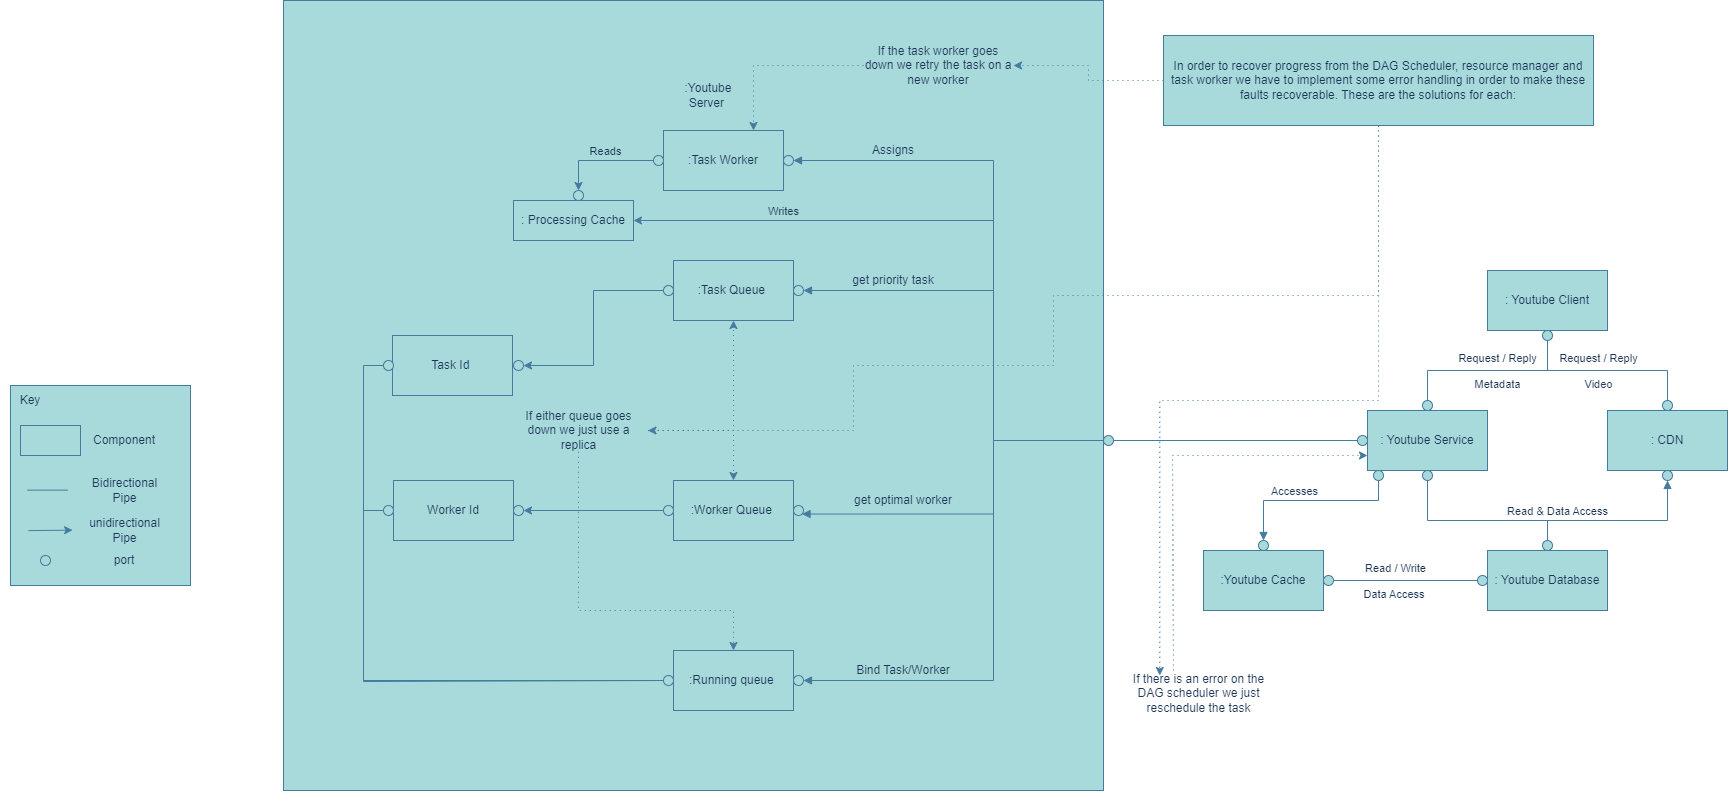 If the task worker goes
down we retry the task on a
new worker
In order to recover progress from the DAG Scheduler, resource manager and
task worker we have to implement some error handling in order to make these
faults recoverable. These are the solutions for each:
:Youtube
Server
Reads
:Task Worker
Assigns
: Processing Cache
Writes
:Task Queue
get priority task
: Youtube Client
Task Id
Request / Reply
Request / Reply
Metadata
Video
Key
Component
Bidirectional
Pipe
unidirectional
Pipe
port
If either queue goes
down we just use a
replica
: Youtube Service
: CDN
Worker Id
:Worker Queue
get optimal worker
Accesses
Read & Data Access
:Youtube Cache
Read / Write
Data Access
: Youtube Database
:Running queue
Bind Task/Worker
If there is an error on the
DAG scheduler we just
reschedule the task